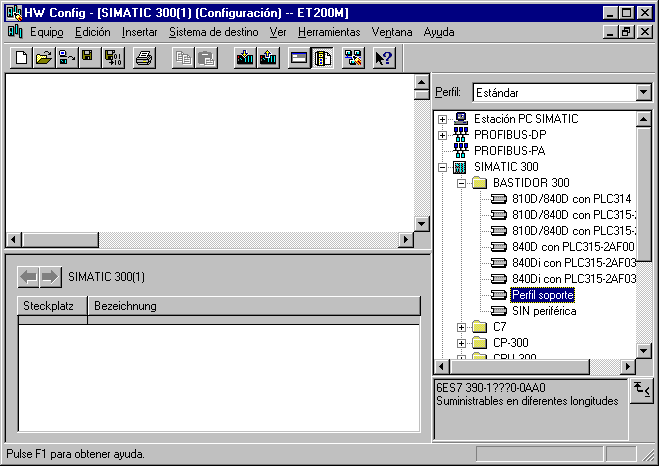 HW Config - [SIMATIC 300(1) (Configuración) -- ET200M]
Equipo Edición Insertar Sistema de destino Ver Herramientas Ventana Ayuda
Perfil: Estándar
Estación PC SIMATIC
PROFIBUS-DP
PROFIBUS-PA
SIMATIC 300
BASTIDOR 300
810D/840D con PLC314
810D/840D con PLC315-2
810D/840D con PLC315-
840D con PLC315-2AF00
840Di con PLC315-2AF03
840Di con PLC315-2AF03
Perfil soporte
SIN periférica
C7
CP-300
CPU-300
SIMATIC 300(1)
Steckplatz Bezeichnung
6ES7 390-1???0-0AA0
Suministrables en diferentes longitudes
Pulse F1 para obtener ayuda.